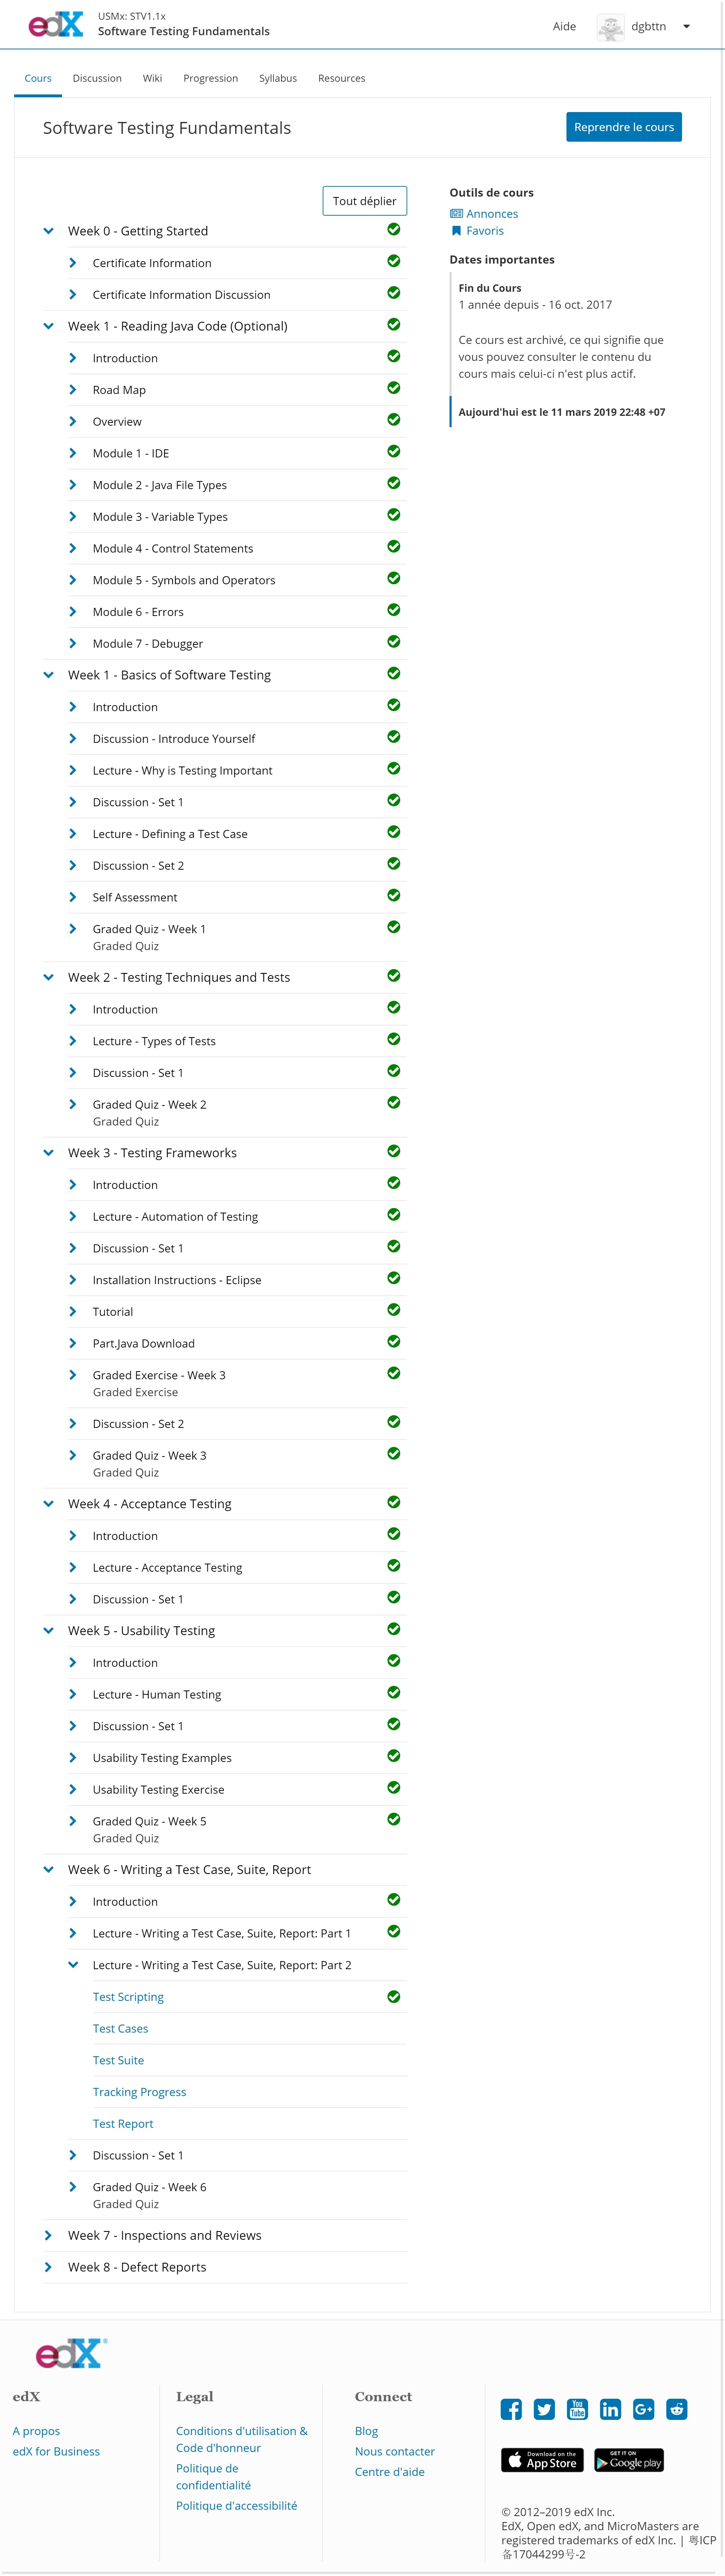 edX
USMx: STV1.1x
Software Testing Fundamentals
Aide
dgbttn
Cours
Discussion
Wiki
Progression
Syllabus
Resources
Software Testing Fundamentals
Reprendre le cours
Tout déplier
Week 0 - Getting Started
Certificate Information
Certificate Information Discussion
Week 1 - Reading Java Code (Optional)
Introduction
Road Map
Overview
Module 1 - IDE
Module 2 - Java File Types
Module 3 - Variable Types
Module 4 - Control Statements
Module 5 - Symbols and Operators
Module 6 - Errors
Module 7 - Debugger
Week 1 - Basics of Software Testing
Introduction
Discussion - Introduce Yourself
Lecture - Why is Testing Important
Discussion - Set 1
Lecture - Defining a Test Case
Discussion - Set 2
Self Assessment
Graded Quiz - Week 1
Graded Quiz
Week 2 - Testing Techniques and Tests
Introduction
Lecture - Types of Tests
Discussion - Set 1
Graded Quiz - Week 2
Graded Quiz
Week 3 - Testing Frameworks
Introduction
Lecture - Automation of Testing
Discussion - Set 1
Installation Instructions - Eclipse
Tutorial
Part.Java Download
Graded Exercise - Week 3
Graded Exercise
Discussion - Set 2
Graded Quiz - Week 3
Graded Quiz
Week 4 - Acceptance Testing
Introduction
Lecture - Acceptance Testing
Discussion - Set 1
Week 5 - Usability Testing
Introduction
Lecture - Human Testing
Discussion - Set 1
Usability Testing Examples
Usability Testing Exercise
Graded Quiz - Week 5
Graded Quiz
Week 6 - Writing a Test Case, Suite, Report
Introduction
Lecture - Writing a Test Case, Suite, Report: Part 1
Lecture - Writing a Test Case, Suite, Report: Part 2
Test Scripting
Test Cases
Test Suite
Tracking Progress
Test Report
Discussion - Set 1
Graded Quiz - Week 6
Graded Quiz
Week 7 - Inspections and Reviews
Week 8 - Defect Reports
Outils de cours
Annonces
Favoris
Dates importantes
Fin du Cours
1 année depuis - 16 oct. 2017
Ce cours est archivé, ce qui signifie que
vous pouvez consulter le contenu du
cours mais celui-ci n'est plus actif.
Aujourd'hui est le 11 mars 2019 22:48 +07
edX
edX
A propos
edX for Business
Legal
Conditions d'utilisation &
Code d'honneur
Politique de
confidentialité
Politique d'accessibilité
Connect
Blog
Nous contacter
Centre d'aide
You
Tube
in
G+
Download on the
App Store
GET IT ON
Google play
© 2012–2019 edX Inc.
EdX, Open edX, and MicroMasters are
registered trademarks of edX Inc. | 粤ICP
备17044299号-2